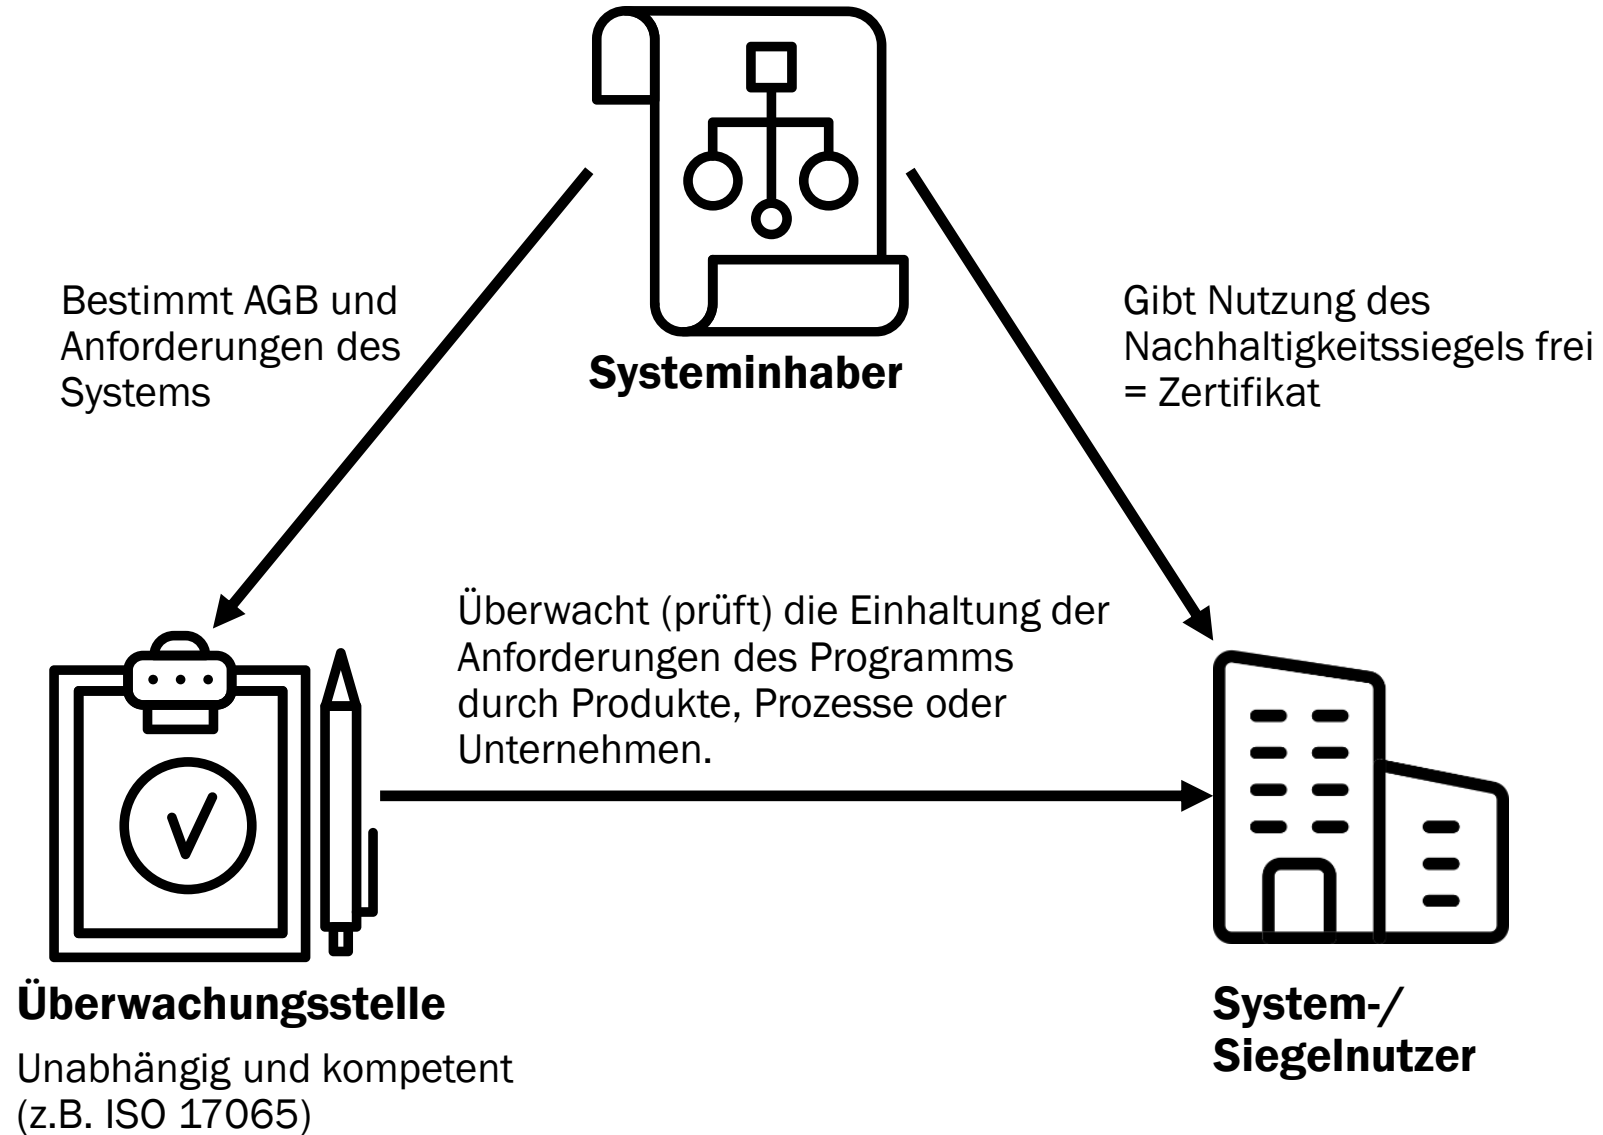 Bestimmt AGB und
Anforderungen des
Systems
Systeminhaber
Gibt Nutzung des
Nachhaltigkeitssiegels frei
= Zertifikat
Überwacht (prüft) die Einhaltung der
Anforderungen des Programms
durch Produkte, Prozesse oder
Unternehmen.
Überwachungsstelle
Unabhängig und kompetent
(z.B. ISO 17065)
System-/
Siegelnutzer